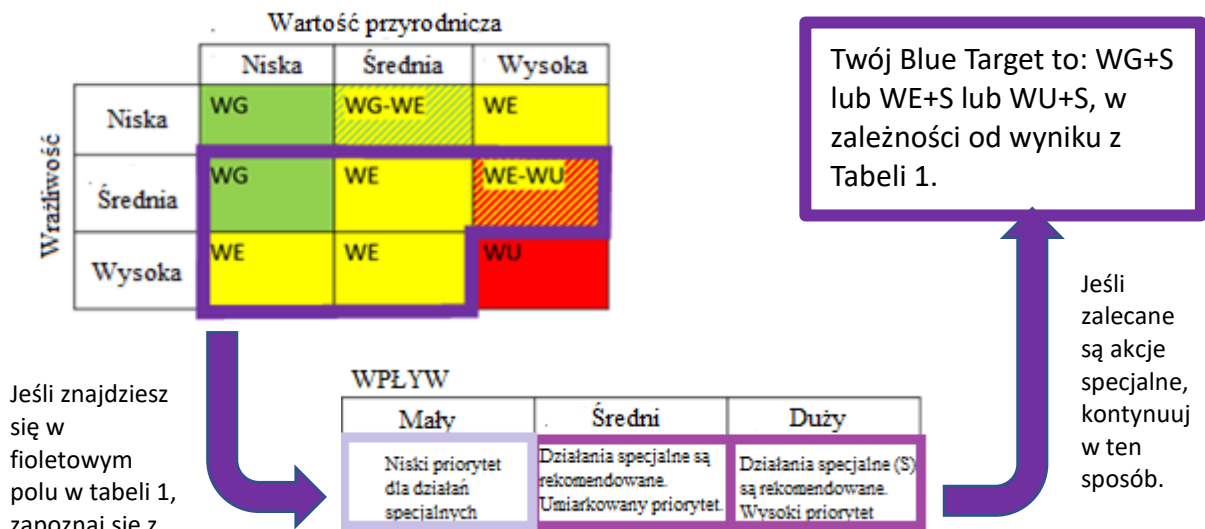 Wartość przyrodnicza
Niska Średnia Wysoka
Wrażliwość
Niska WG WG-WE WE
Średnia WG WE WE-WU
Wysoka WE WE WU
Twój Blue Target to: WG+S
lub WE+S lub WU+S, w
zależności od wyniku z
Tabeli 1.
Jeśli znajdziesz
się w
fioletowym
polu w tabeli 1,
zapoznaj się z
WPŁYW
Mały Średni Duży
Niski priorytet
dla działań
specjalnych
Działania specjalne są
rekomendowane.
Umiarkowany priorytet.
Działania specjalne (S)
są rekomendowane.
Wysoki priorytet
Jeśli
zalecane
są akcje
specjalne,
kontynuuj
w ten
sposób.